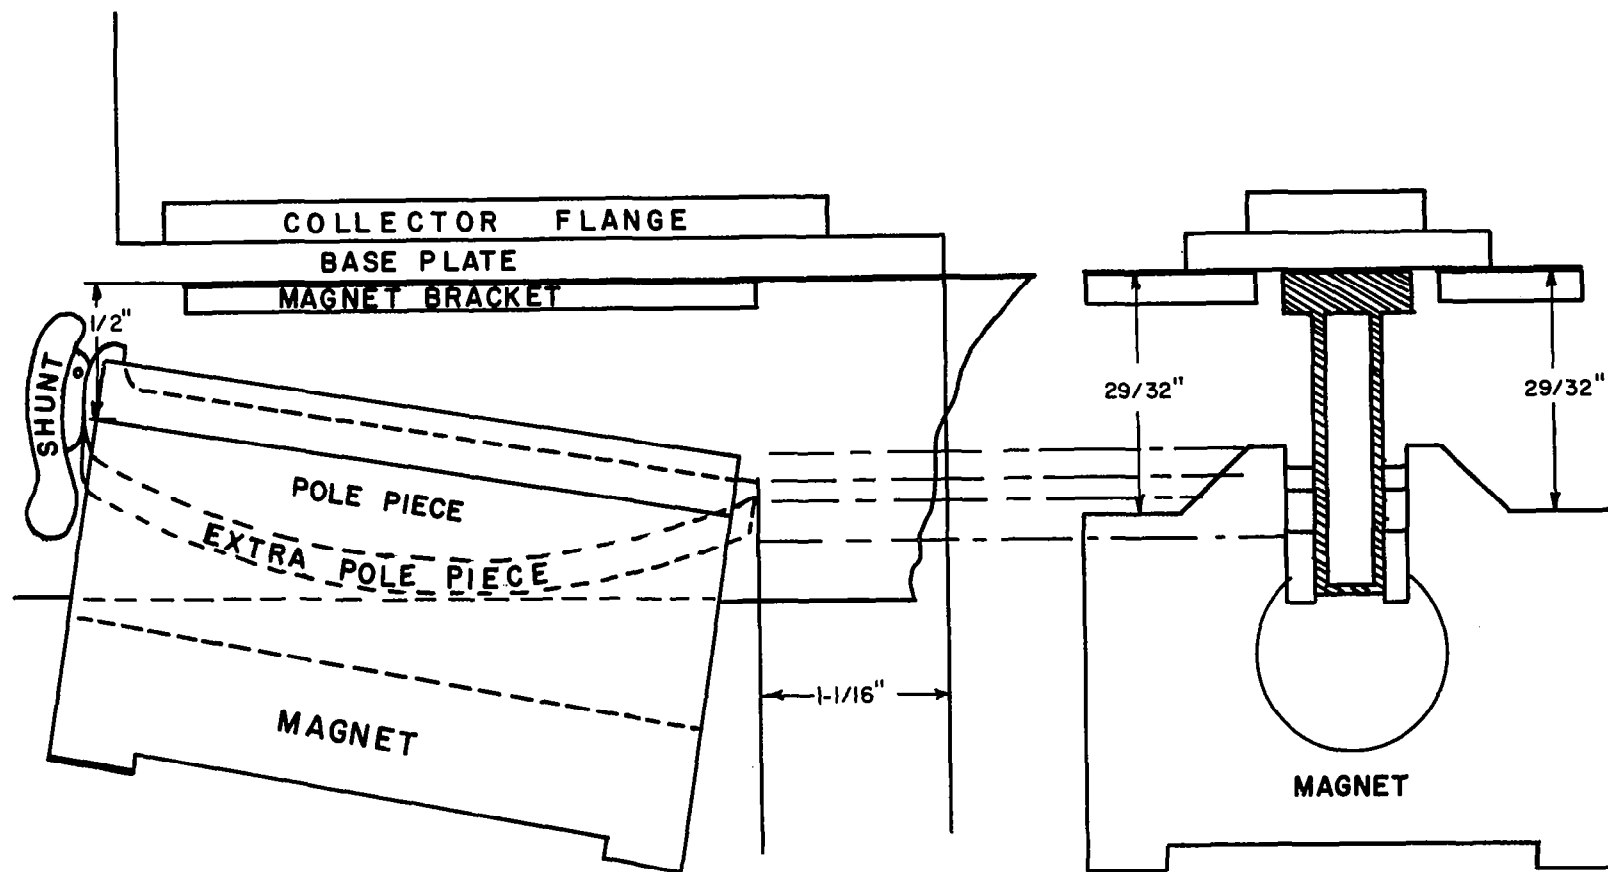 COLLECTOR FLANGE
BASE PLATE
MAGNET BRACKET
1/2"
SHUNT
29/32"
29/32"
POLE PIECE
EXTRA POLE PIECE
1-1/16"
MAGNET
MAGNET